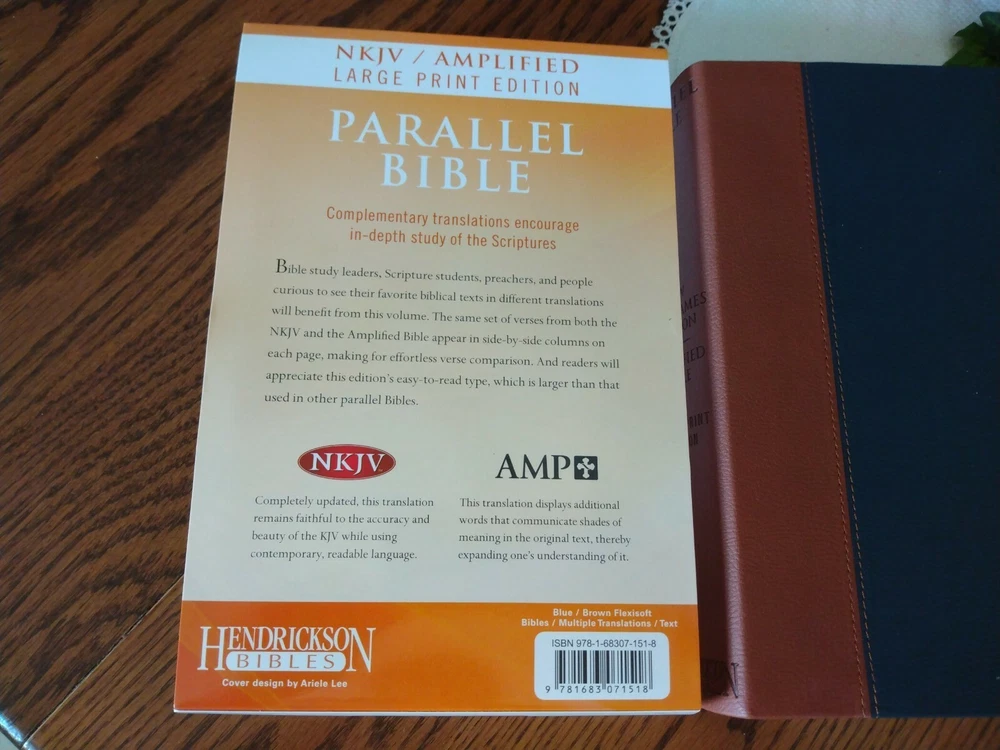 NKJV / AMPLIFIED
LARGE PRINT EDITION
PARALLEL
BIBLE
Complementary translations encourage
in-depth study of the Scriptures
Bible study leaders, Scripture students, preachers, and people
curious to see their favorite biblical texts in different translations
will benefit from this volume. The same set of verses from both the
NKJV and the Amplified Bible appear in side-by-side columns on
each page, making for effortless verse comparison. And readers will
appreciate this edition's easy-to-read type, which is larger than that
used in other parallel Bibles.
NKJV
Completely updated, this translation
remains faithful to the accuracy and
beauty of the KJV while using
contemporary, readable language.
AMP
This translation displays additional
words that communicate shades of
meaning in the original text, thereby
expanding one's understanding of it.
HENDRICKSON
BIBLES
Cover design by Ariele Lee
Blue / Brown Flexisoft
Bibles / Multiple Translations / Text
ISBN 978-1-68307-151-8
9 781683 071518